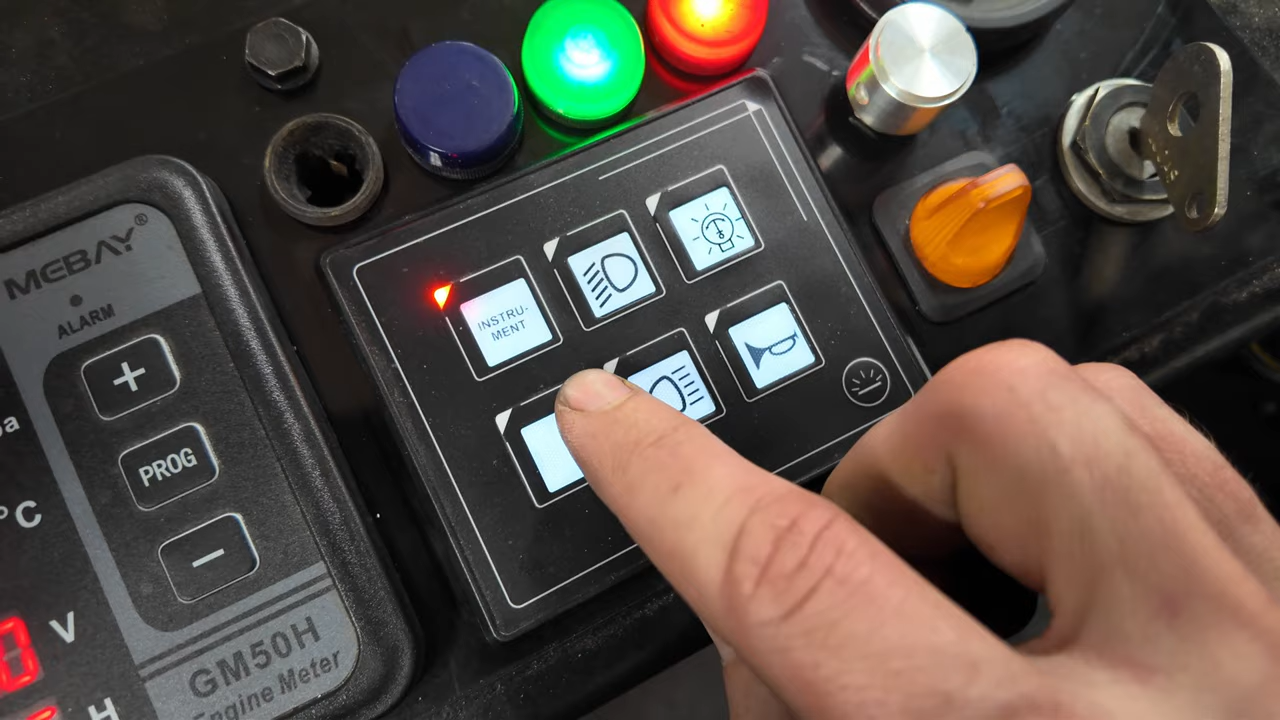 MEBAY®
ALARM
+
PROG
−
GM50H
Engine Meter
a
°C
V
H
INSTRU-
MENT